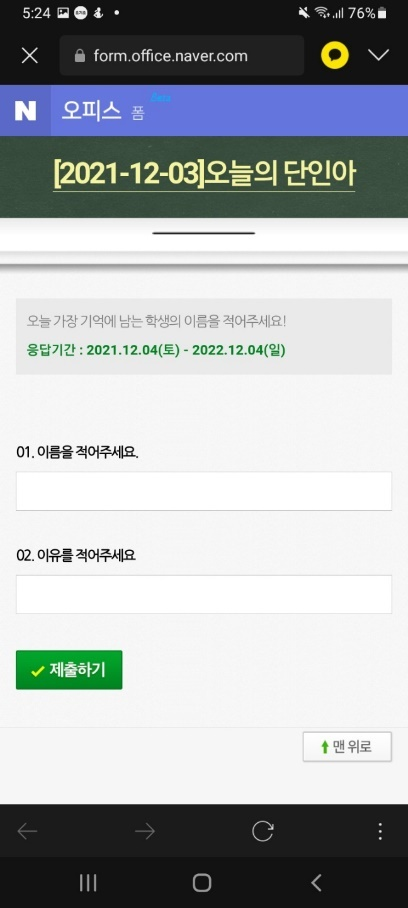 5:24
76%
form.office.naver.com
N 오피스 폼 Beta
[2021-12-03]오늘의 단인아
오늘 가장 기억에 남는 학생의 이름을 적어주세요!
응답기간 : 2021.12.04(토) - 2022.12.04(일)
01. 이름을 적어주세요.
02. 이유를 적어주세요
제출하기
맨 위로